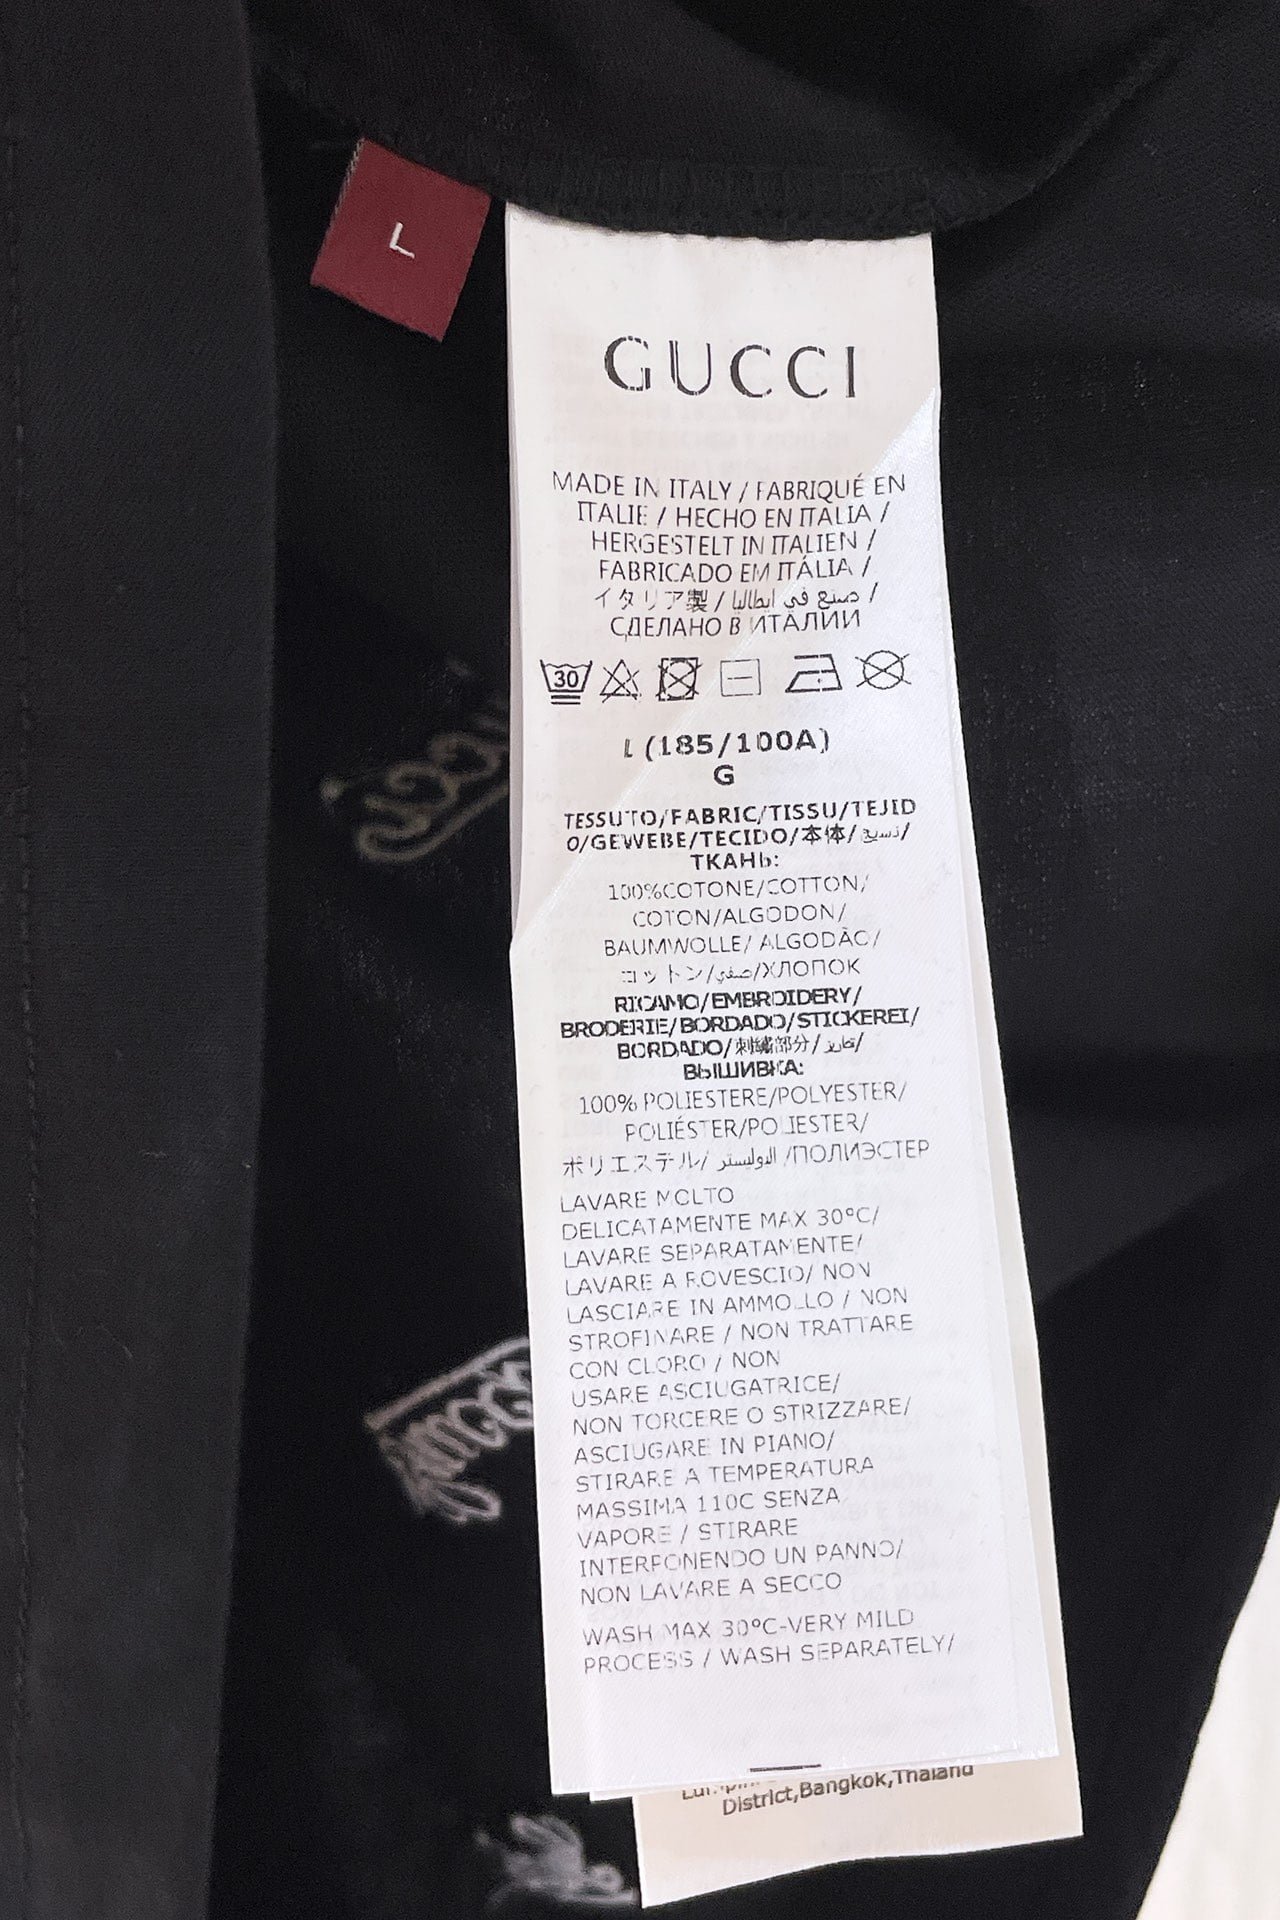 L
GUCCI
MADE IN ITALY / FABRIQUÉ EN
ITALIE / HECHO EN ITALIA /
HERGESTELT IN ITALIEN /
FABRICADO EM ITÁLIA /
イタリア製 / صنع في ايطاليا /
СДЕЛАНО В ИТАЛИИ
30
L (185/100A)
G
TESSUTO/FABRIC/TISSU/TEJID
O/GEWEBE/TECIDO/本体/نسيج/
ТКАНЬ:
100%COTONE/COTTON/
COTON/ALGODON/
BAUMWOLLE/ ALGODÃO/
コットン/صفي/ХЛОПОК
RICAMO/EMBROIDERY/
BRODERIE/BORDADO/STICKEREI/
BORDADO/刺繍部分/تطريز/
ВЫШИВКА:
100% POLIESTERE/POLYESTER/
POLIÉSTER/POLIESTER/
ポリエステル/ البوليستر /ПОЛИЭСТЕР
LAVARE MOLTO
DELICATAMENTE MAX 30°C/
LAVARE SEPARATAMENTE/
LAVARE A ROVESCIO/ NON
LASCIARE IN AMMOLLO / NON
STROFINARE / NON TRATTARE
CON CLORO / NON
USARE ASCIUGATRICE/
NON TORCERE O STRIZZARE/
ASCIUGARE IN PIANO/
STIRARE A TEMPERATURA
MASSIMA 110C SENZA
VAPORE / STIRARE
INTERPONENDO UN PANNO/
NON LAVARE A SECCO
WASH MAX 30°C-VERY MILD
PROCESS / WASH SEPARATELY/
District,Bangkok,Thailand